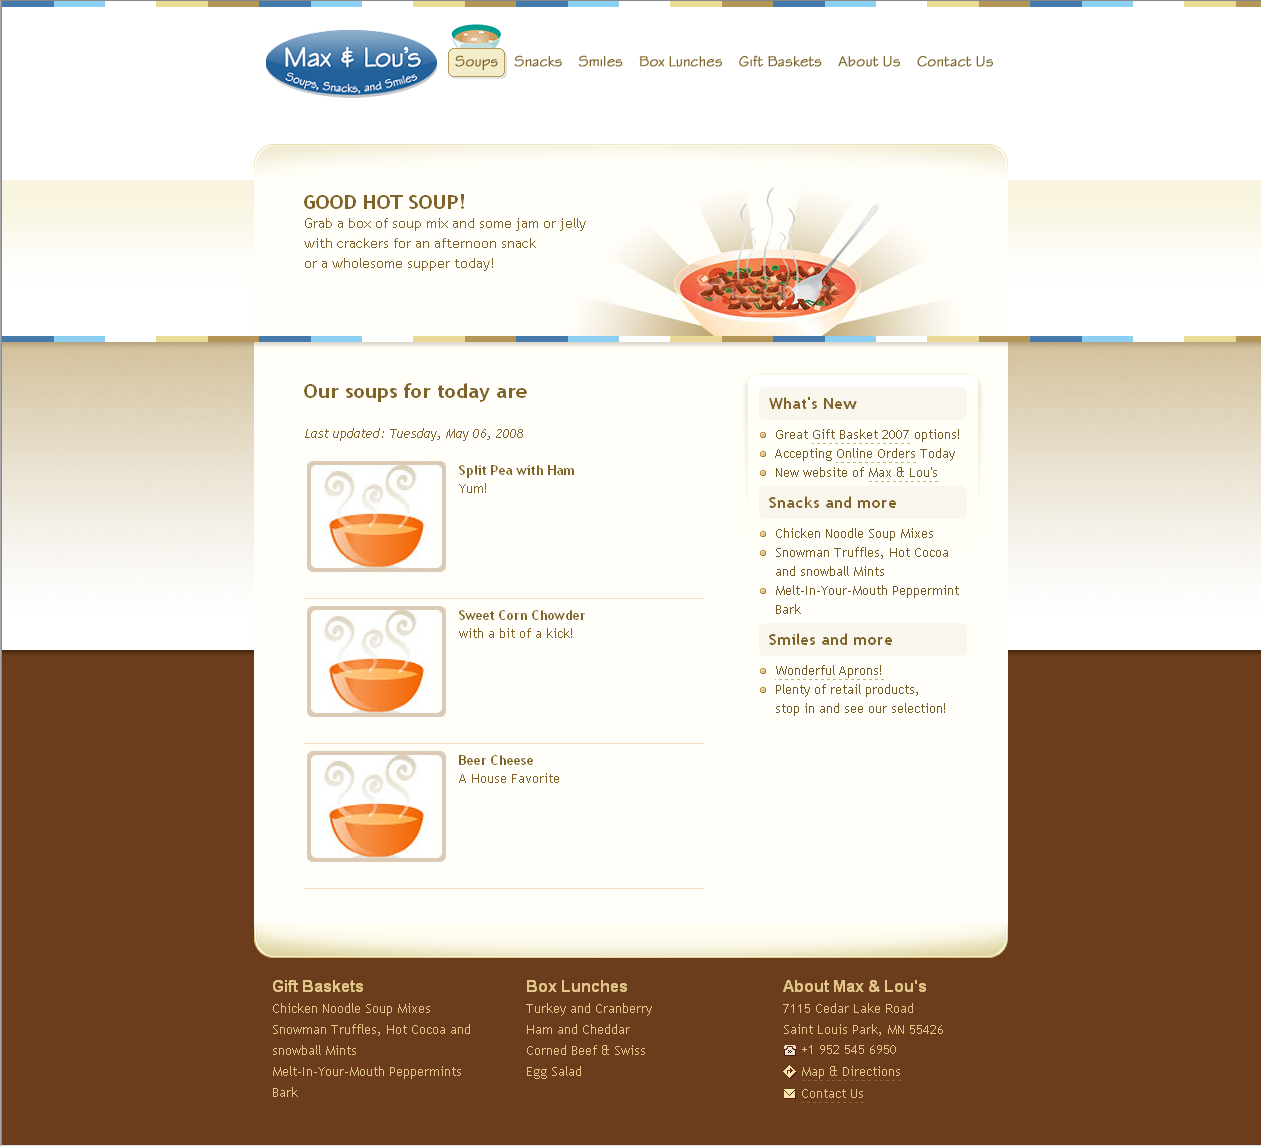 Max & Lou's
Soups, Snacks, and Smiles
Soups
Snacks
Smiles
Box Lunches
Gift Baskets
About Us
Contact Us
GOOD HOT SOUP!
Grab a box of soup mix and some jam or jelly
with crackers for an afternoon snack
or a wholesome supper today!
Our soups for today are
Last updated: Tuesday, May 06, 2008
Split Pea with Ham
Yum!
Sweet Corn Chowder
with a bit of a kick!
Beer Cheese
A House Favorite
What's New
Great Gift Basket 2007 options!
Accepting Online Orders Today
New website of Max & Lou's
Snacks and more
Chicken Noodle Soup Mixes
Snowman Truffles, Hot Cocoa
and snowball Mints
Melt-In-Your-Mouth Peppermint
Bark
Smiles and more
Wonderful Aprons!
Plenty of retail products,
stop in and see our selection!
Gift Baskets
Chicken Noodle Soup Mixes
Snowman Truffles, Hot Cocoa and
snowball Mints
Melt-In-Your-Mouth Peppermints
Bark
Box Lunches
Turkey and Cranberry
Ham and Cheddar
Corned Beef & Swiss
Egg Salad
About Max & Lou's
7115 Cedar Lake Road
Saint Louis Park, MN 55426
+1 952 545 6950
Map & Directions
Contact Us